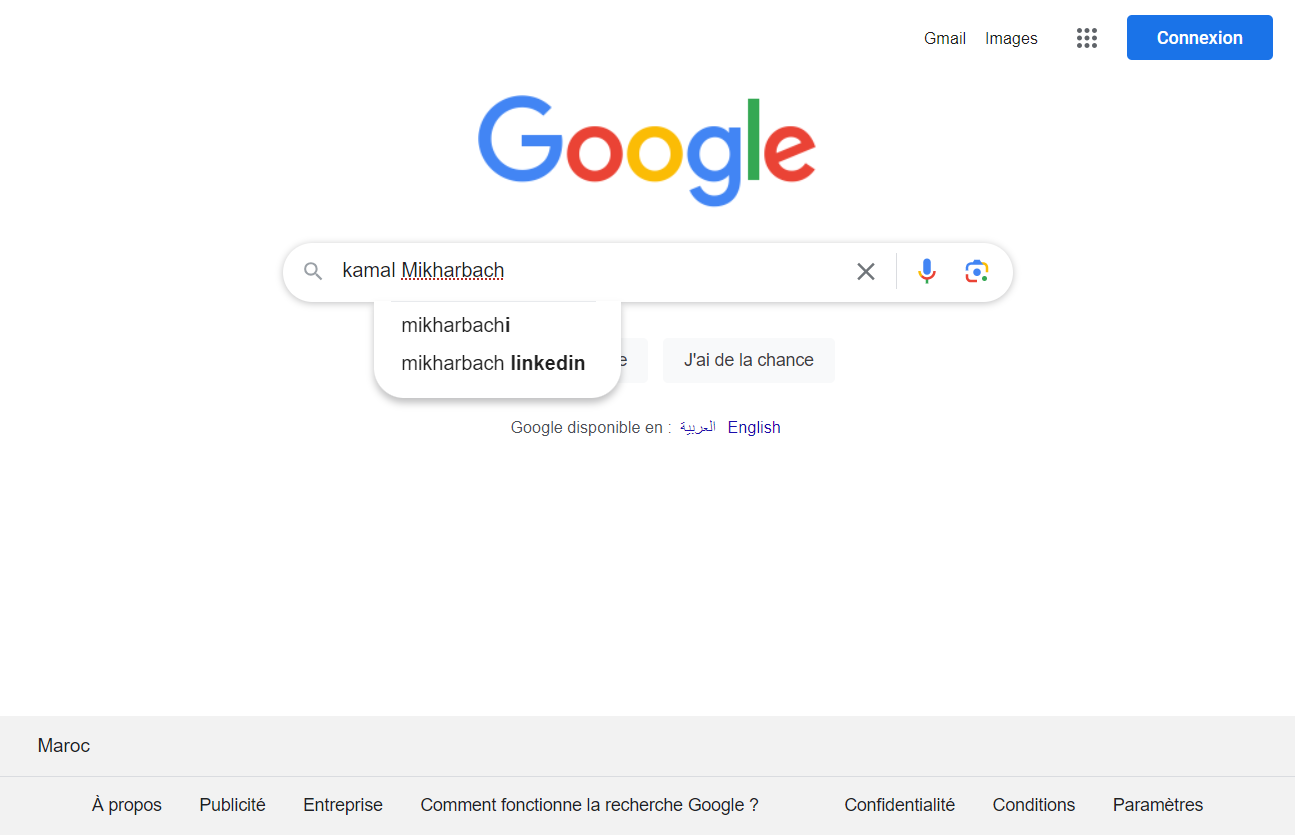 Gmail Images Connexion
Google
kamal Mikharbach
mikharbachi
mikharbach linkedin
e J'ai de la chance
Google disponible en : العربية English
Maroc
À propos Publicité Entreprise Comment fonctionne la recherche Google ? Confidentialité Conditions Paramètres